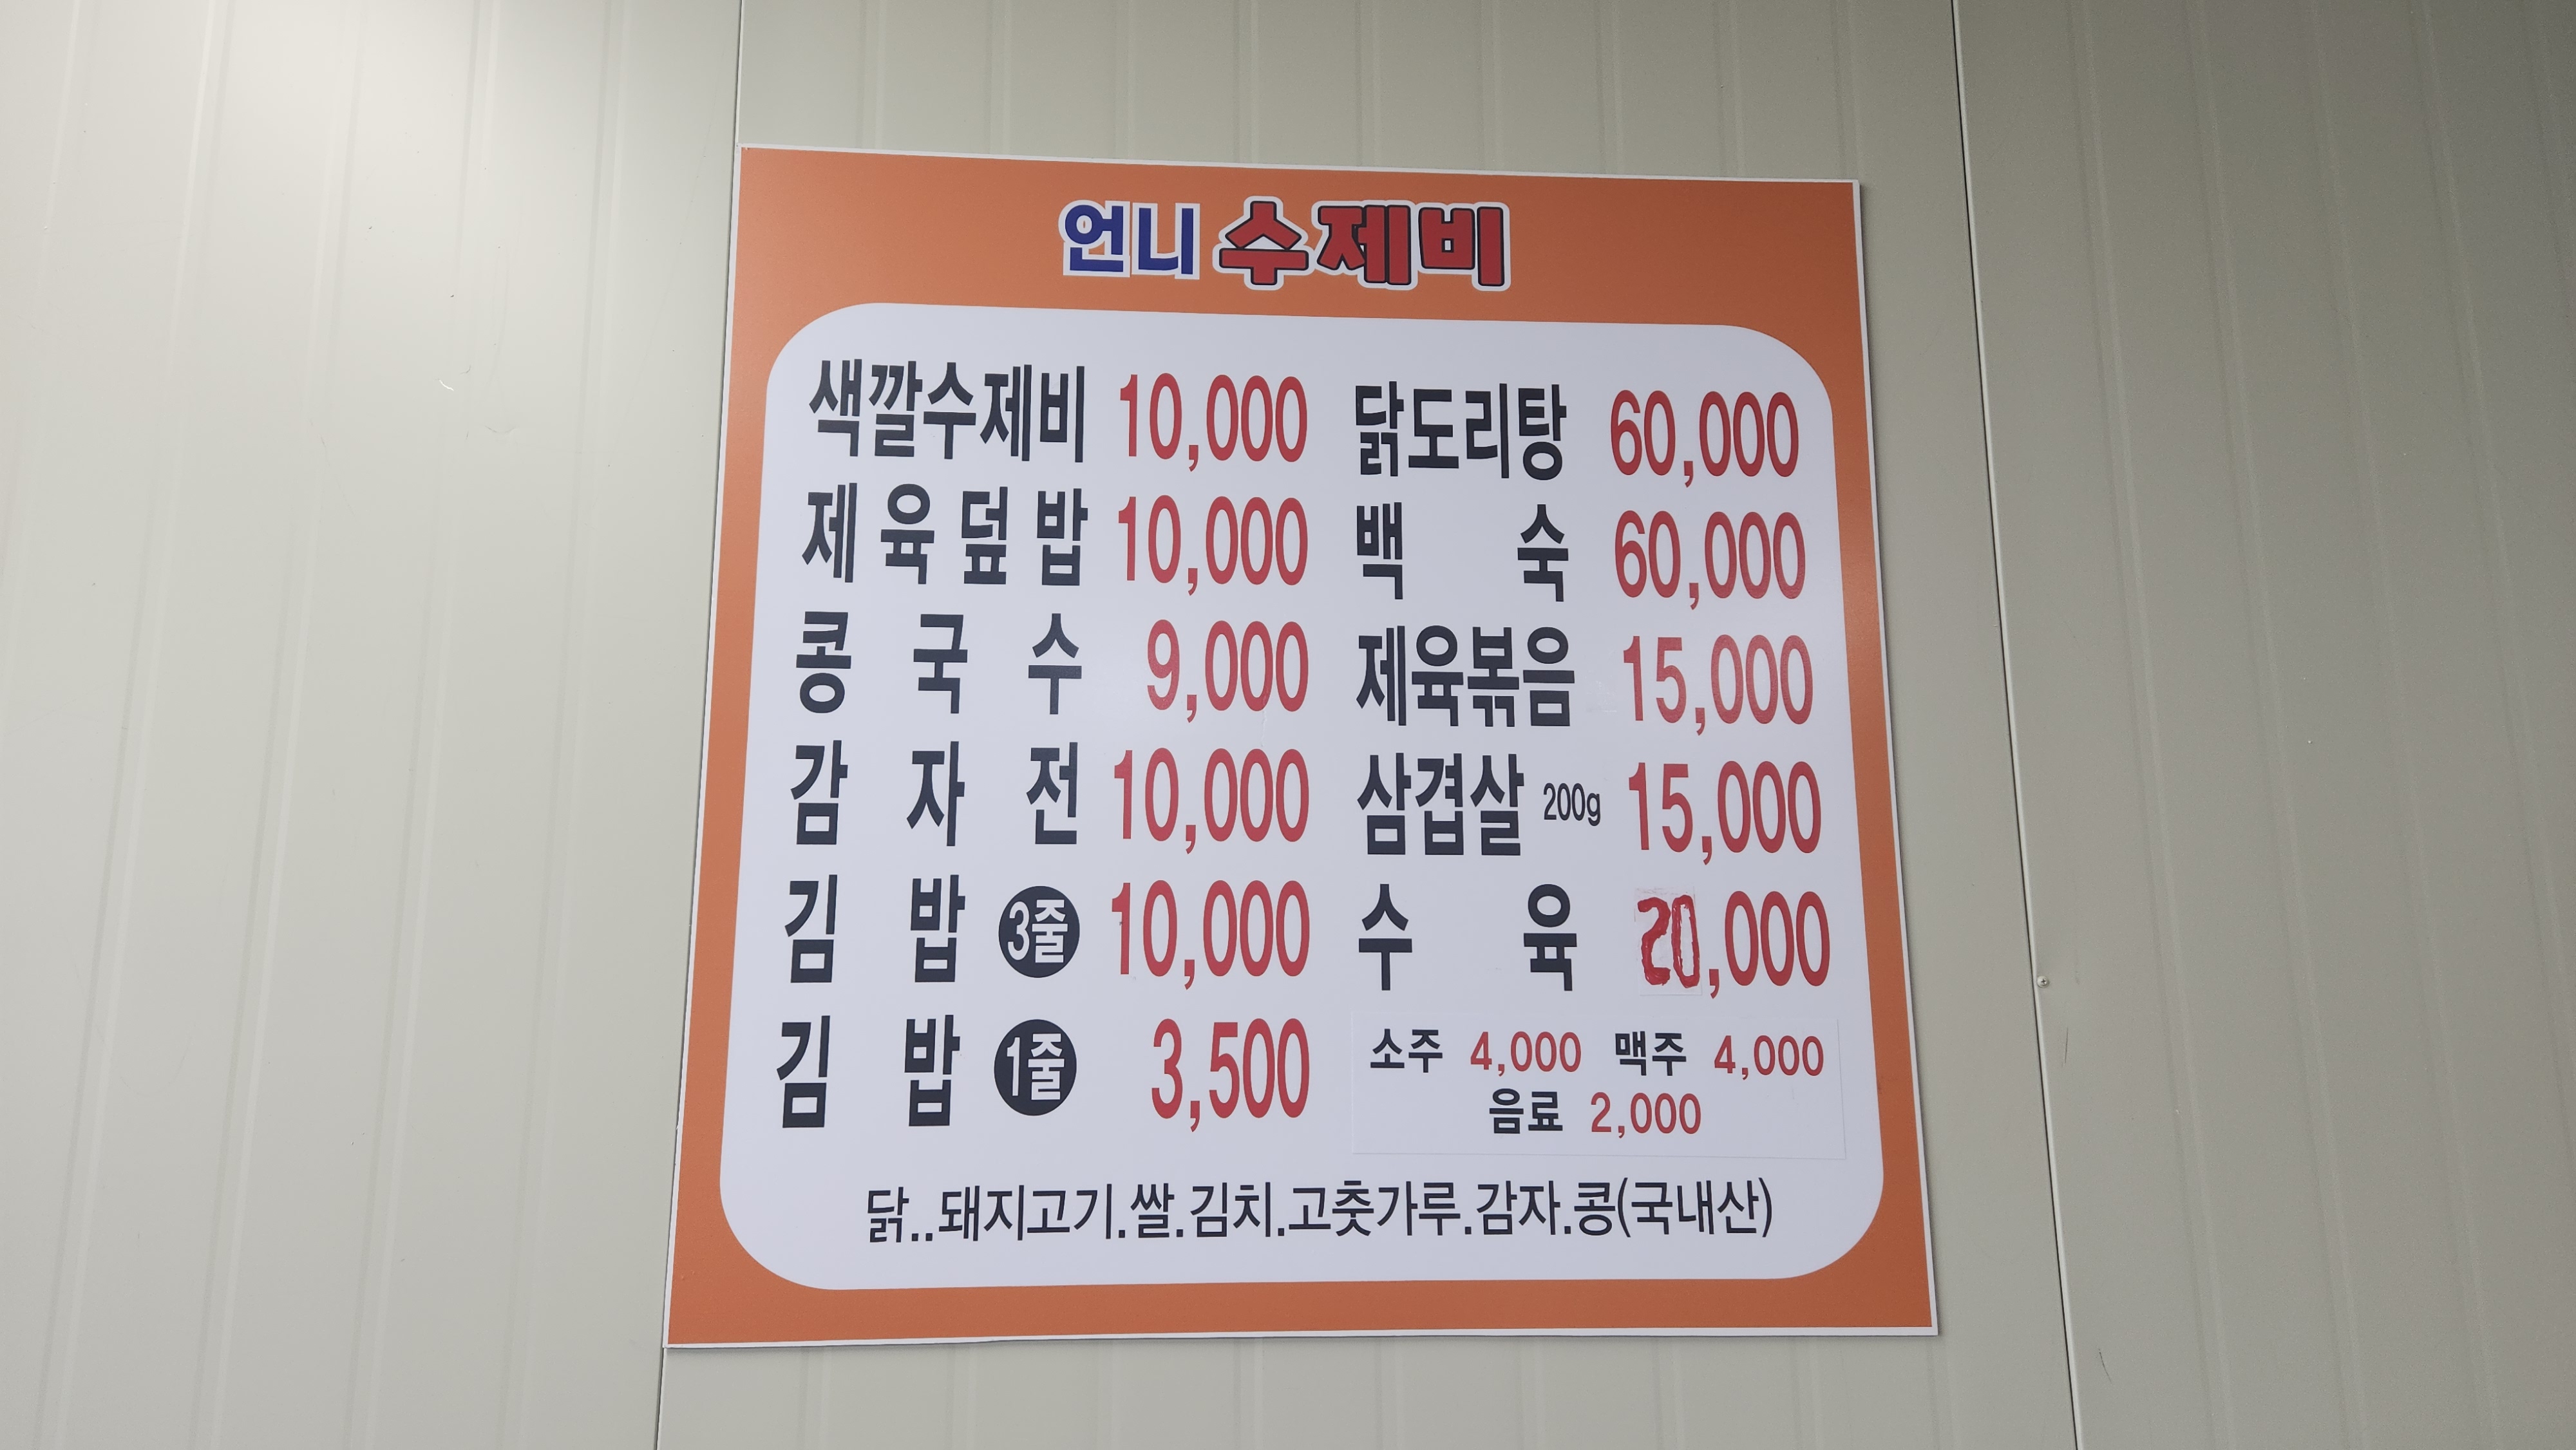 언니 수제비
색깔수제비 10,000
제육덮밥 10,000
콩국수 9,000
감자전 10,000
김밥 3줄 10,000
김밥 1줄 3,500
닭도리탕 60,000
백숙 60,000
제육볶음 15,000
삼겹살 200g 15,000
수육 20,000
소주 4,000 맥주 4,000
음료 2,000
닭..돼지고기.쌀.김치.고춧가루.감자.콩(국내산)